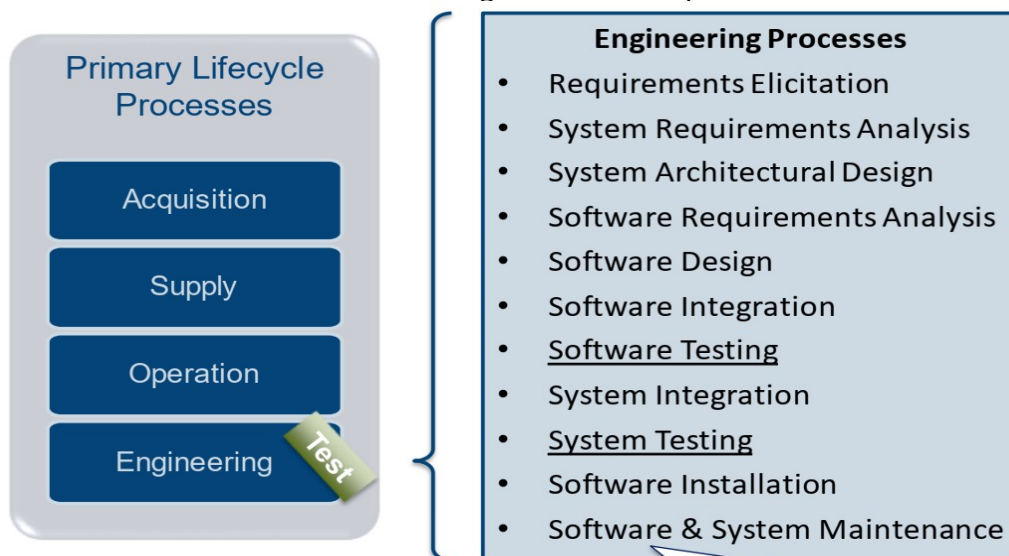 Primary Lifecycle
Processes
Acquisition
Supply
Operation
Engineering
Test
Engineering Processes
• Requirements Elicitation
• System Requirements Analysis
• System Architectural Design
• Software Requirements Analysis
• Software Design
• Software Integration
• Software Testing
• System Integration
• System Testing
• Software Installation
• Software & System Maintenance